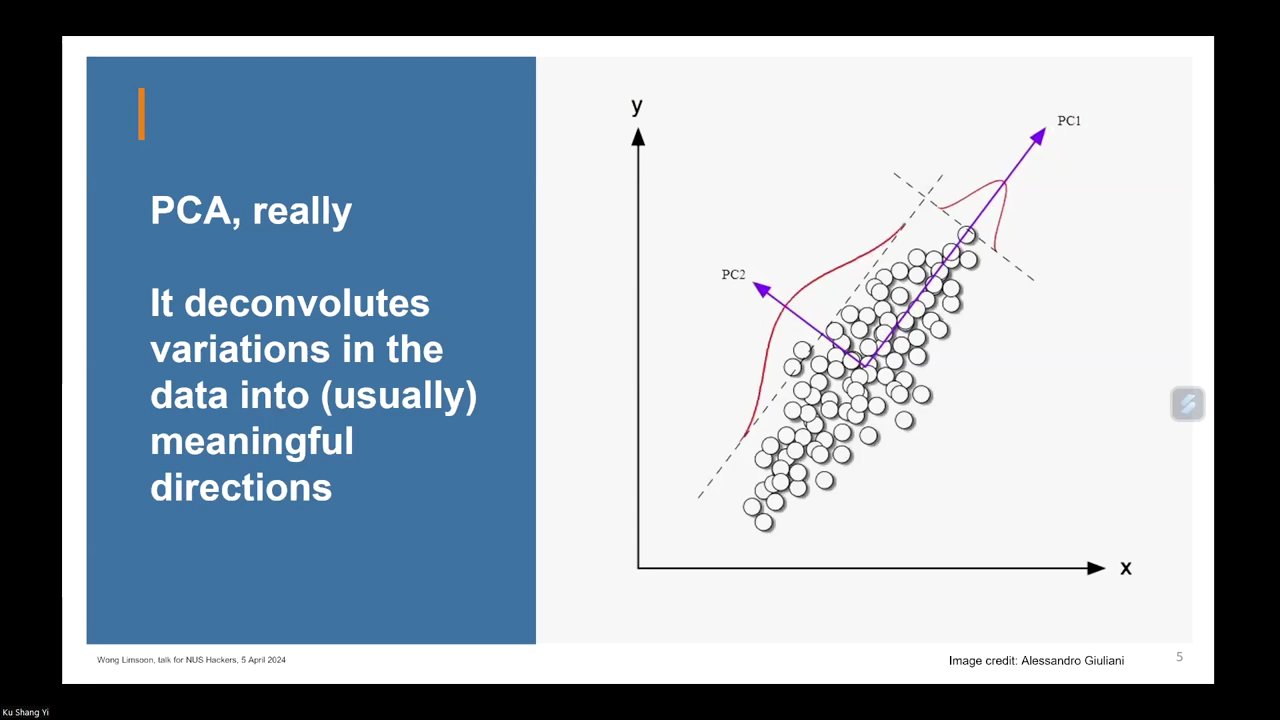 PCA, really
It deconvolutes
variations in the
data into (usually)
meaningful
directions
y
PC1
PC2
x
Wong Limsoon, talk for NUS Hackers, 5 April 2024
Image credit: Alessandro Giuliani
5
Ku Shang Yi